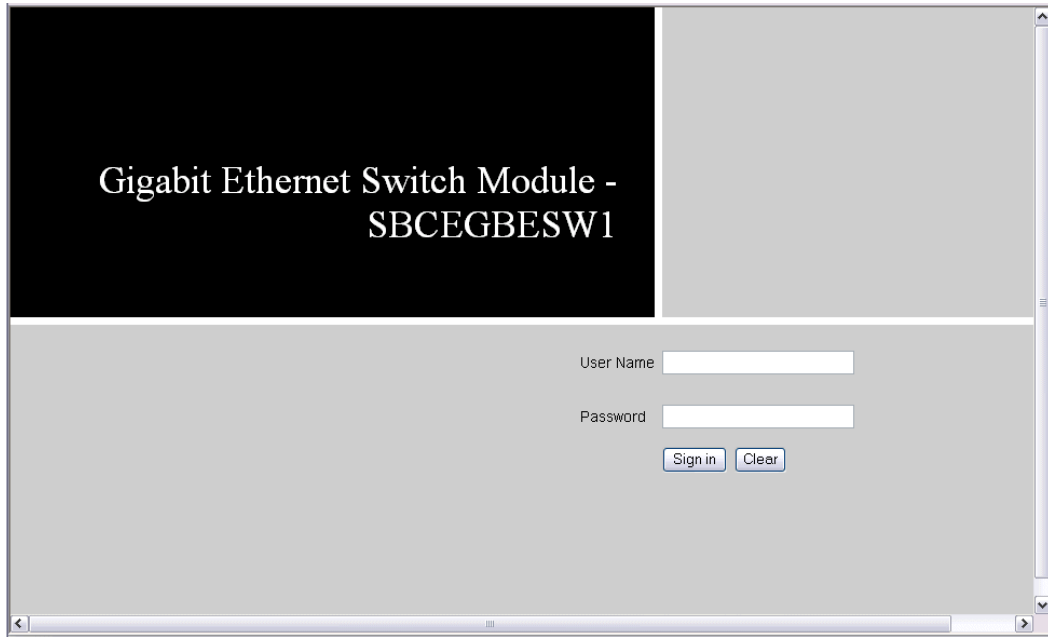 Gigabit Ethernet Switch Module -
SBCEGBESW1
User Name
Password
Sign in
Clear